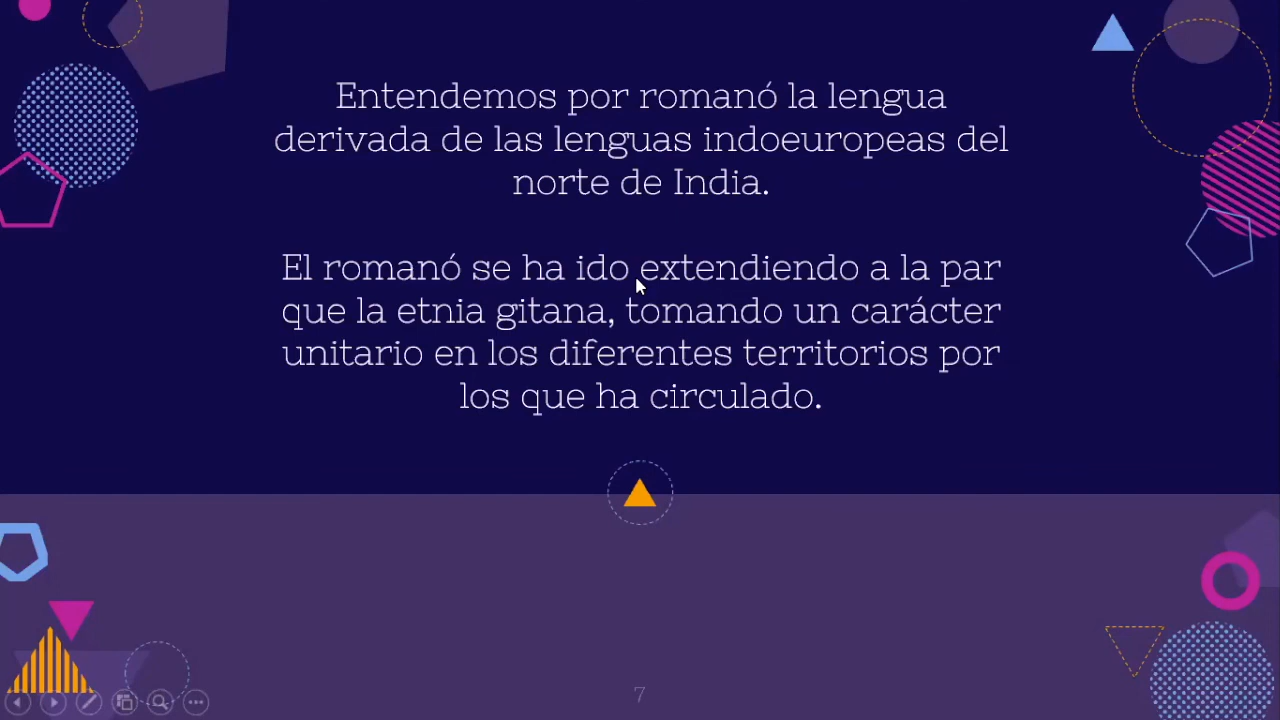 Entendemos por romanó la lengua
derivada de las lenguas indoeuropeas del
norte de India.
El romanó se ha ido extendiendo a la par
que la etnia gitana, tomando un carácter
unitario en los diferentes territorios por
los que ha circulado.
7